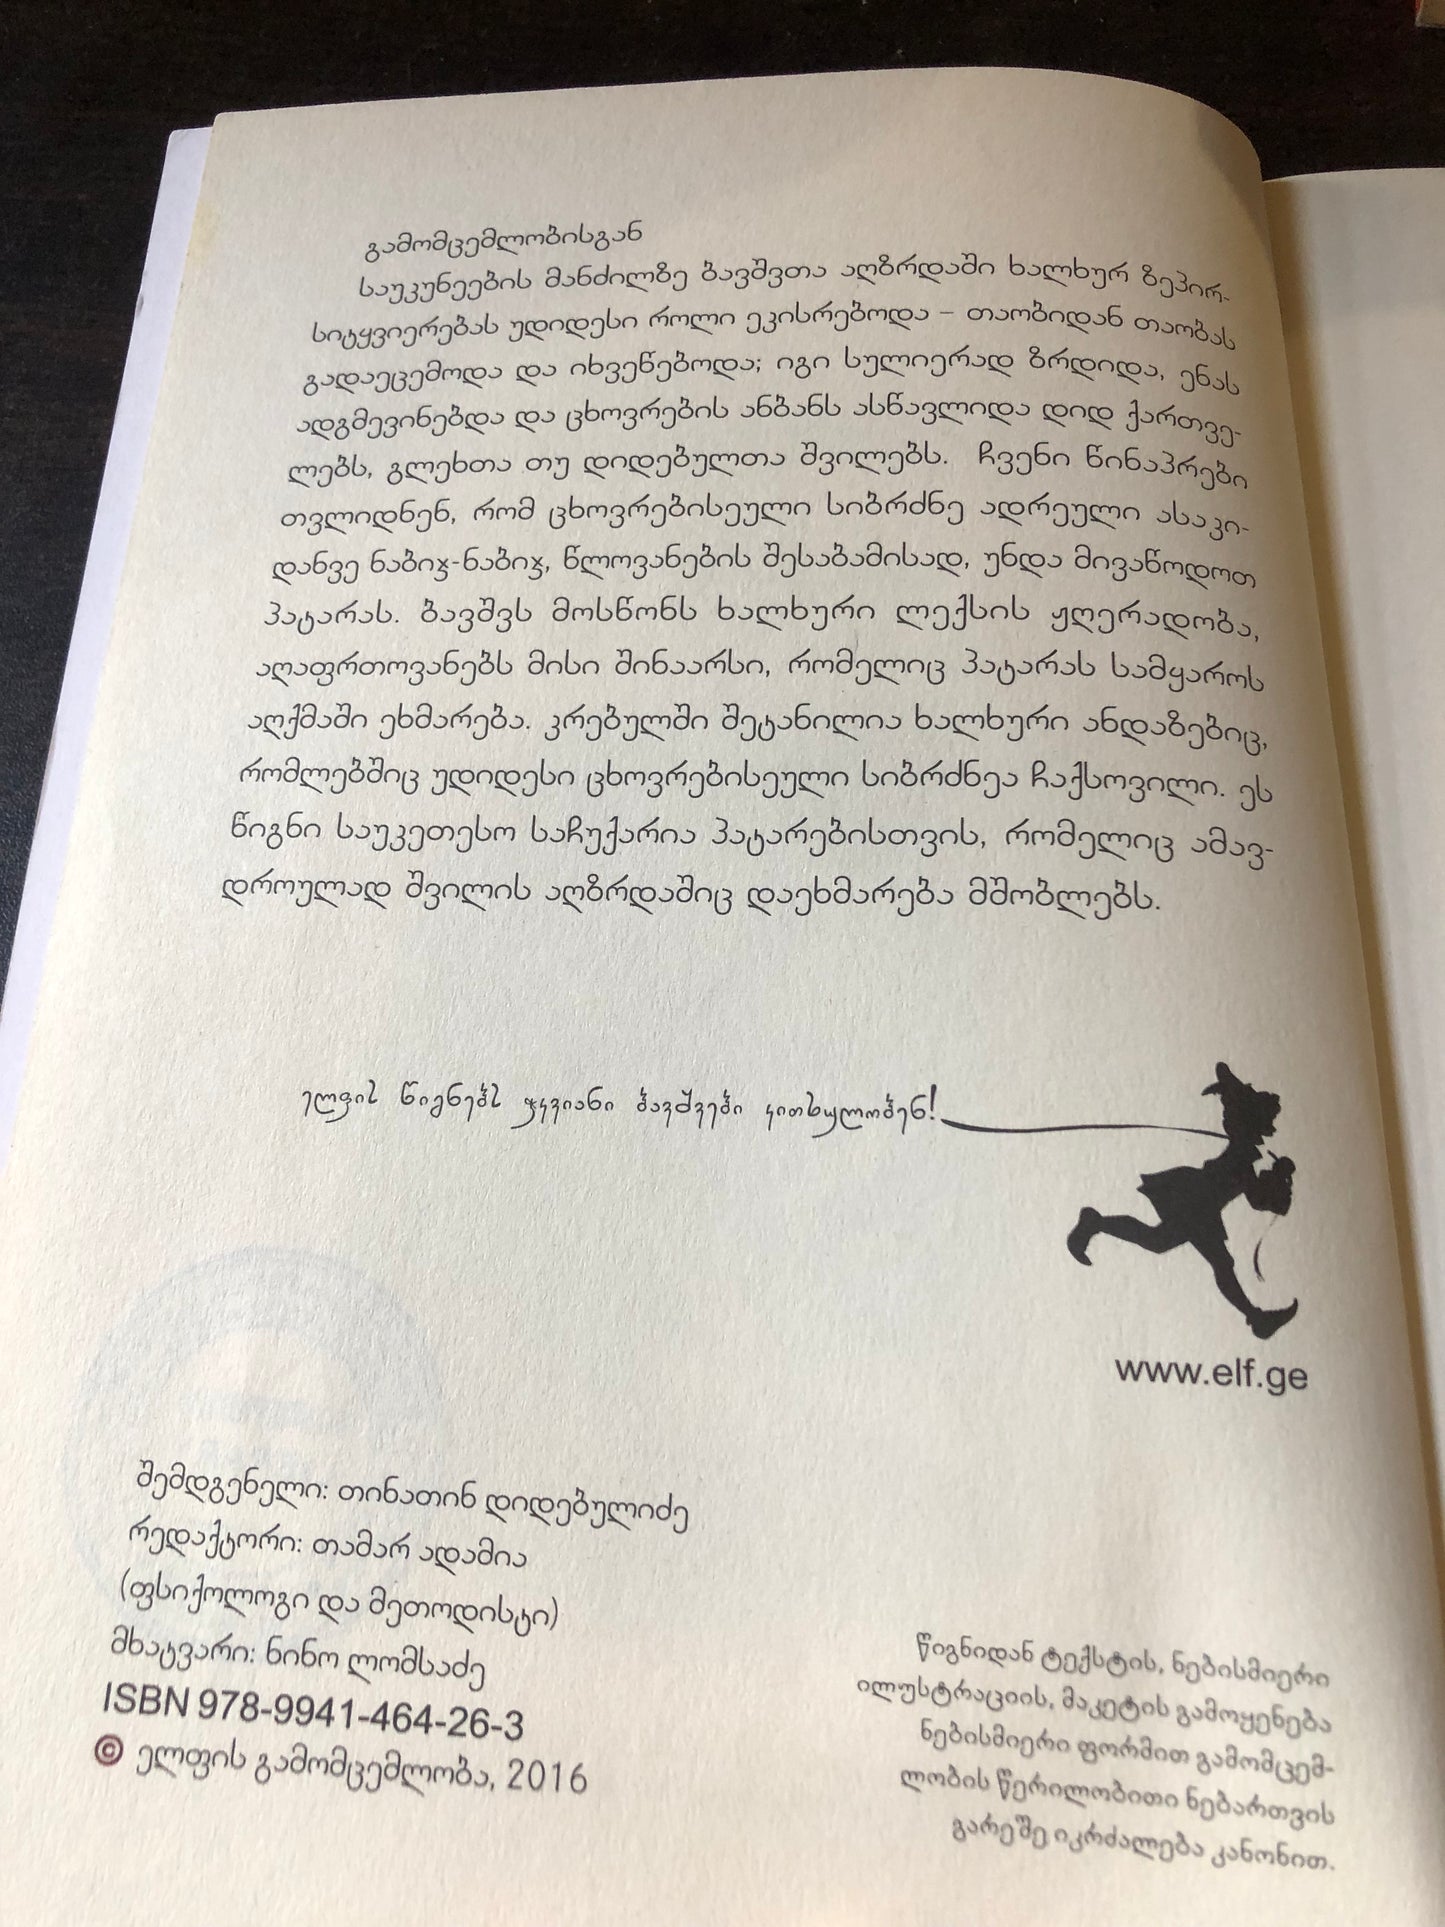 გამომცემლობისგან
საუკუნეების მანძილზე ბავშვთა აღზრდაში ხალხურ ზეპირ-
სიტყვიერებას უდიდესი როლი ეკისრებოდა – თაობიდან თაობას
გადაეცემოდა და იხვეწებოდა; იგი სულიერად ზრდიდა, ენას
ადგმევინებდა და ცხოვრების ანბანს ასწავლიდა დიდ ქართვე-
ლებს, გლეხთა თუ დიდებულთა შვილებს. ჩვენი წინაპრები
თვლიდნენ, რომ ცხოვრებისეული სიბრძნე ადრეული ასაკი-
დანვე ნაბიჯ-ნაბიჯ, წლოვანების შესაბამისად, უნდა მივაწოდოთ
პატარას. ბავშვს მოსწონს ხალხური ლექსის ჟღერადობა,
აღაფრთოვანებს მისი შინაარსი, რომელიც პატარას სამყაროს
აღქმაში ეხმარება. კრებულში შეტანილია ხალხური ანდაზებიც,
რომლებშიც უდიდესი ცხოვრებისეული სიბრძნეა ჩაქსოვილი. ეს
წიგნი საუკეთესო საჩუქარია პატარებისთვის, რომელიც ამავ-
დროულად შვილის აღზრდაშიც დაეხმარება მშობლებს.
ელფის წიგნებს ჭკვიანი ბავშვები კითხულობენ!
www.elf.ge
შემდგენელი: თინათინ დიდებულიძე
რედაქტორი: თამარ ადამია
(ფსიქოლოგი და მეთოდისტი)
მხატვარი: ნინო ლომსაძე
ISBN 978-9941-464-26-3
© ელფის გამომცემლობა, 2016
წიგნიდან ტექსტის, ნებისმიერი
ილუსტრაციის, მაკეტის გამოყენება
ნებისმიერი ფორმით გამომცემ-
ლობის წერილობითი ნებართვის
გარეშე იკრძალება კანონით.